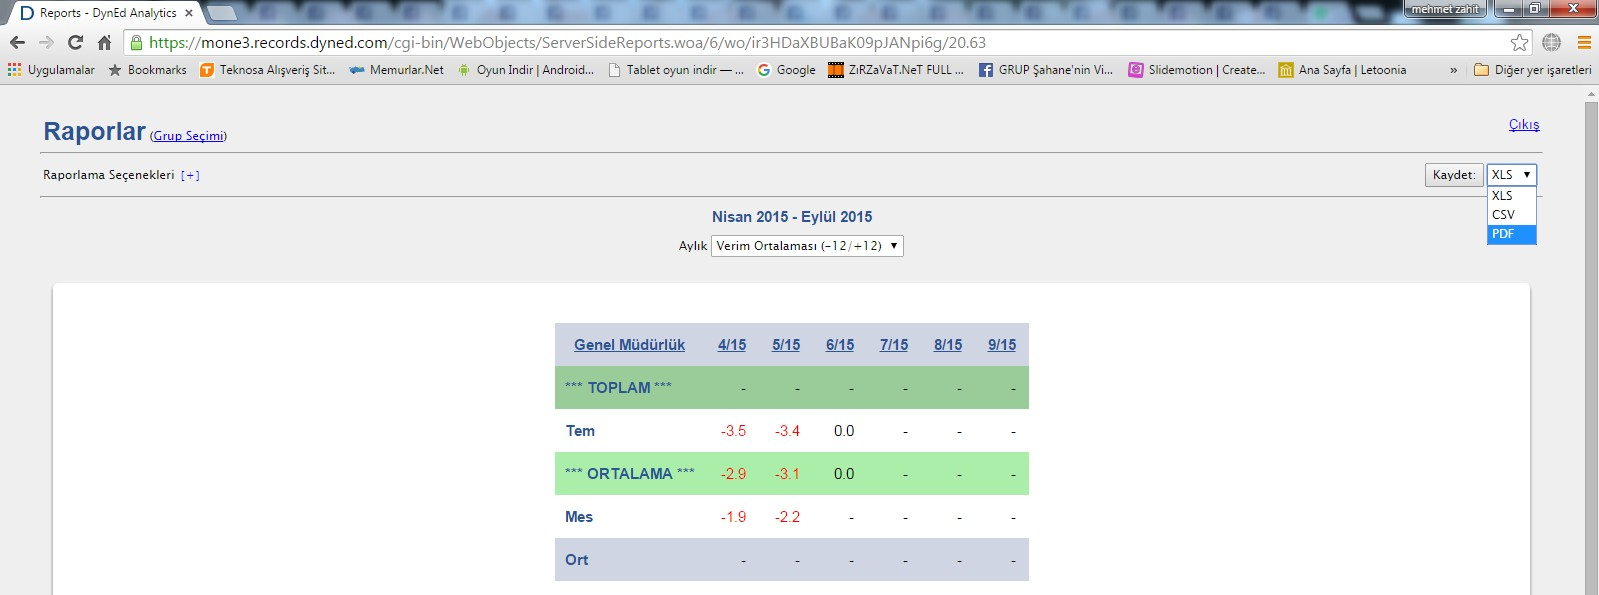 Reports - DynEd Analytics
mehmet zahit
https://mone3.records.dyned.com/cgi-bin/WebObjects/ServerSideReports.woa/6/wo/ir3HDaXBUBaK09pJANpi6g/20.63
Uygulamalar Bookmarks Teknosa Alışveriş Sit... Memurlar.Net Oyun Indir | Android... Tablet oyun indir — ... Google ZıRZaVaT.NeT FULL ... GRUP Şahane'nin Vi... Slidemotion | Create... Ana Sayfa | Letoonia » Diğer yer işaretleri
Raporlar (Grup Seçimi) Çıkış
Raporlama Seçenekleri [+] Kaydet: XLS
XLS
CSV
PDF
Nisan 2015 - Eylül 2015
Aylık Verim Ortalaması (-12/+12)
Genel Müdürlük 4/15 5/15 6/15 7/15 8/15 9/15
*** TOPLAM *** - - - - - -
Tem -3.5 -3.4 0.0 - - -
*** ORTALAMA *** -2.9 -3.1 0.0 - - -
Mes -1.9 -2.2 - - - -
Ort - - - - - -